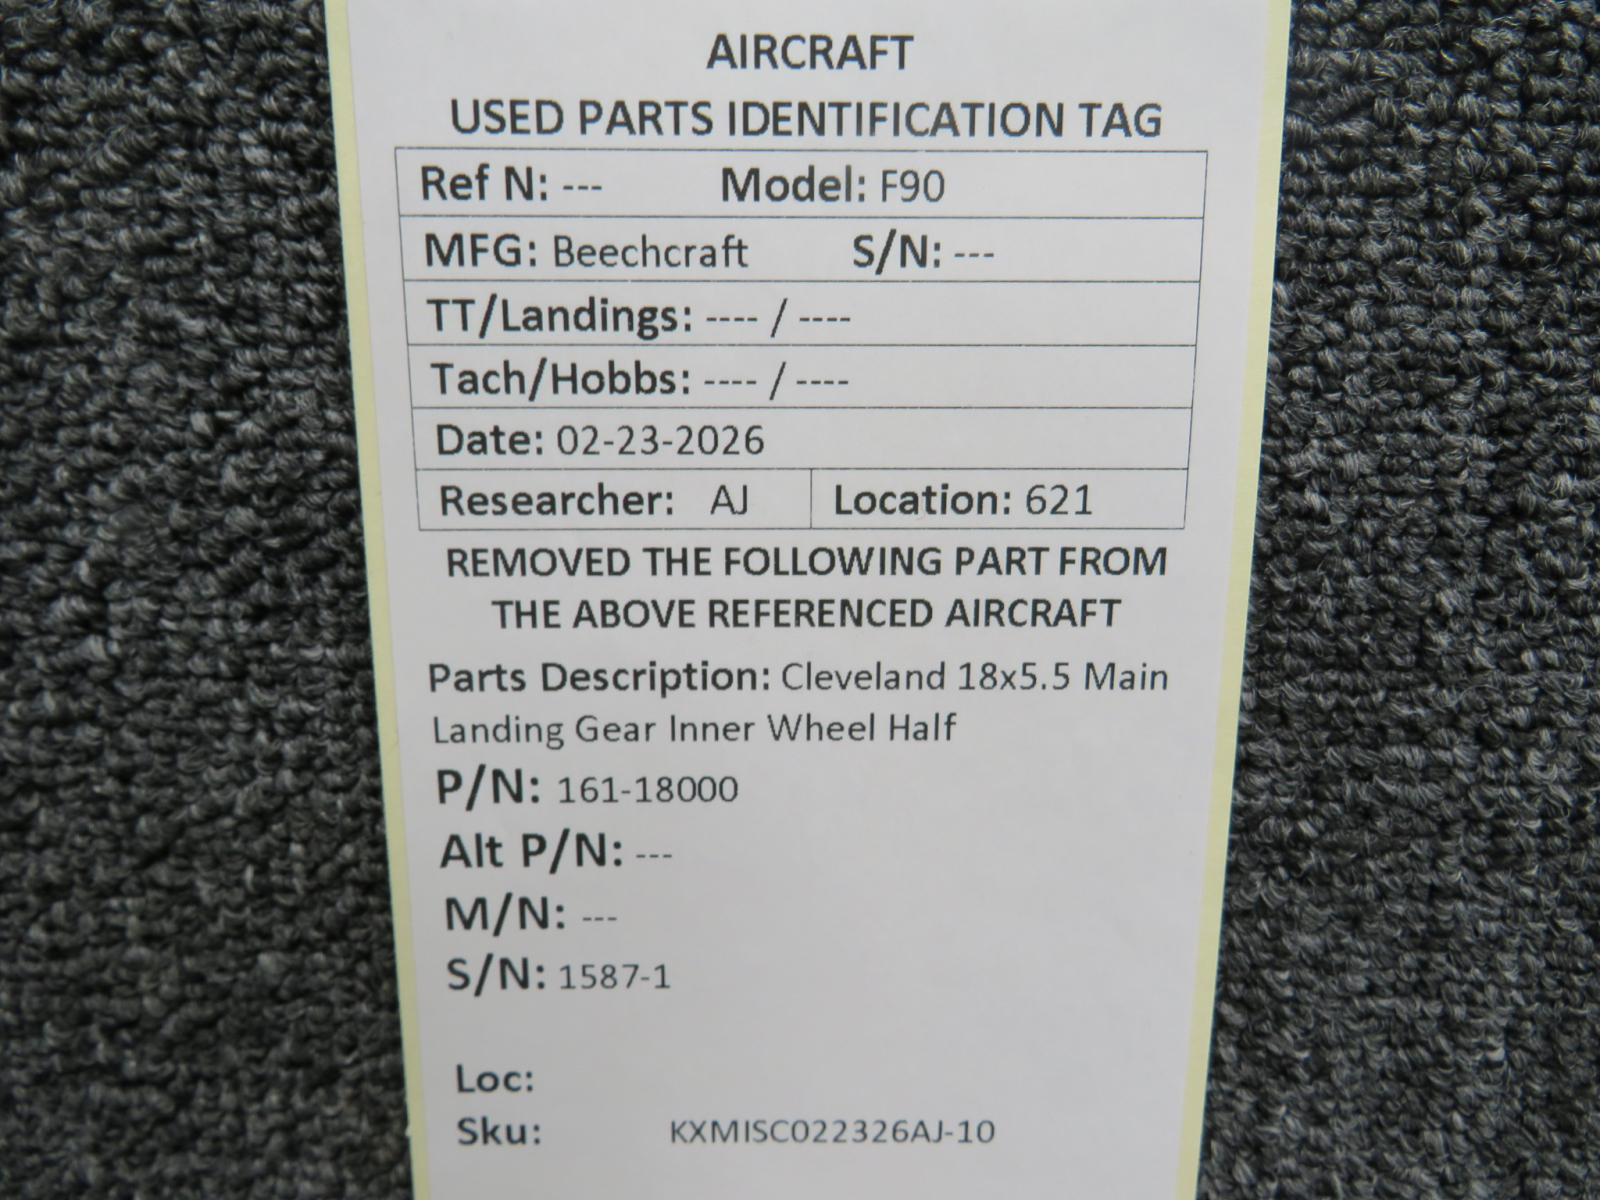 AIRCRAFT
USED PARTS IDENTIFICATION TAG
Ref N: --- Model: F90
MFG: Beechcraft S/N: ---
TT/Landings: ---- / ----
Tach/Hobbs: ---- / ----
Date: 02-23-2026
Researcher: AJ Location: 621
REMOVED THE FOLLOWING PART FROM
THE ABOVE REFERENCED AIRCRAFT
Parts Description: Cleveland 18x5.5 Main
Landing Gear Inner Wheel Half
P/N: 161-18000
Alt P/N: ---
M/N: ---
S/N: 1587-1
Loc:
Sku: KXMISC022326AJ-10